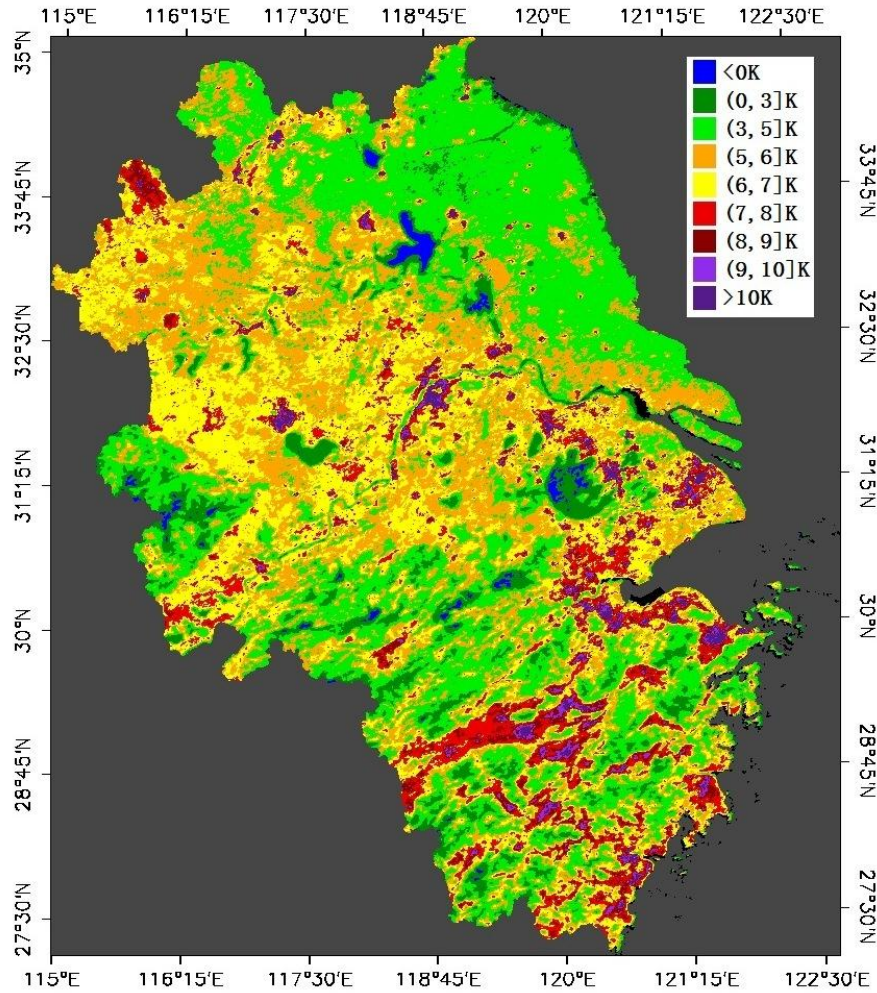 115°E 116°15'E 117°30'E 118°45'E 120°E 121°15'E 122°30'E
35°N
33°45'N
32°30'N
31°15'N
30°N
28°45'N
27°30'N
<0K
(0, 3]K
(3, 5]K
(5, 6]K
(6, 7]K
(7, 8]K
(8, 9]K
(9, 10]K
>10K
33°45'N
32°30'N
31°15'N
30°N
28°45'N
27°30'N
115°E 116°15'E 117°30'E 118°45'E 120°E 121°15'E 122°30'E